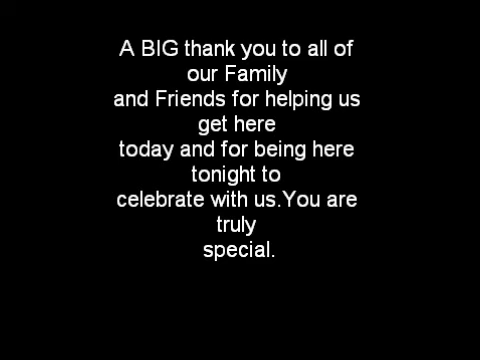 A BIG thank you to all of
our Family
and Friends for helping us
get here
today and for being here
tonight to
celebrate with us.You are
truly
special.